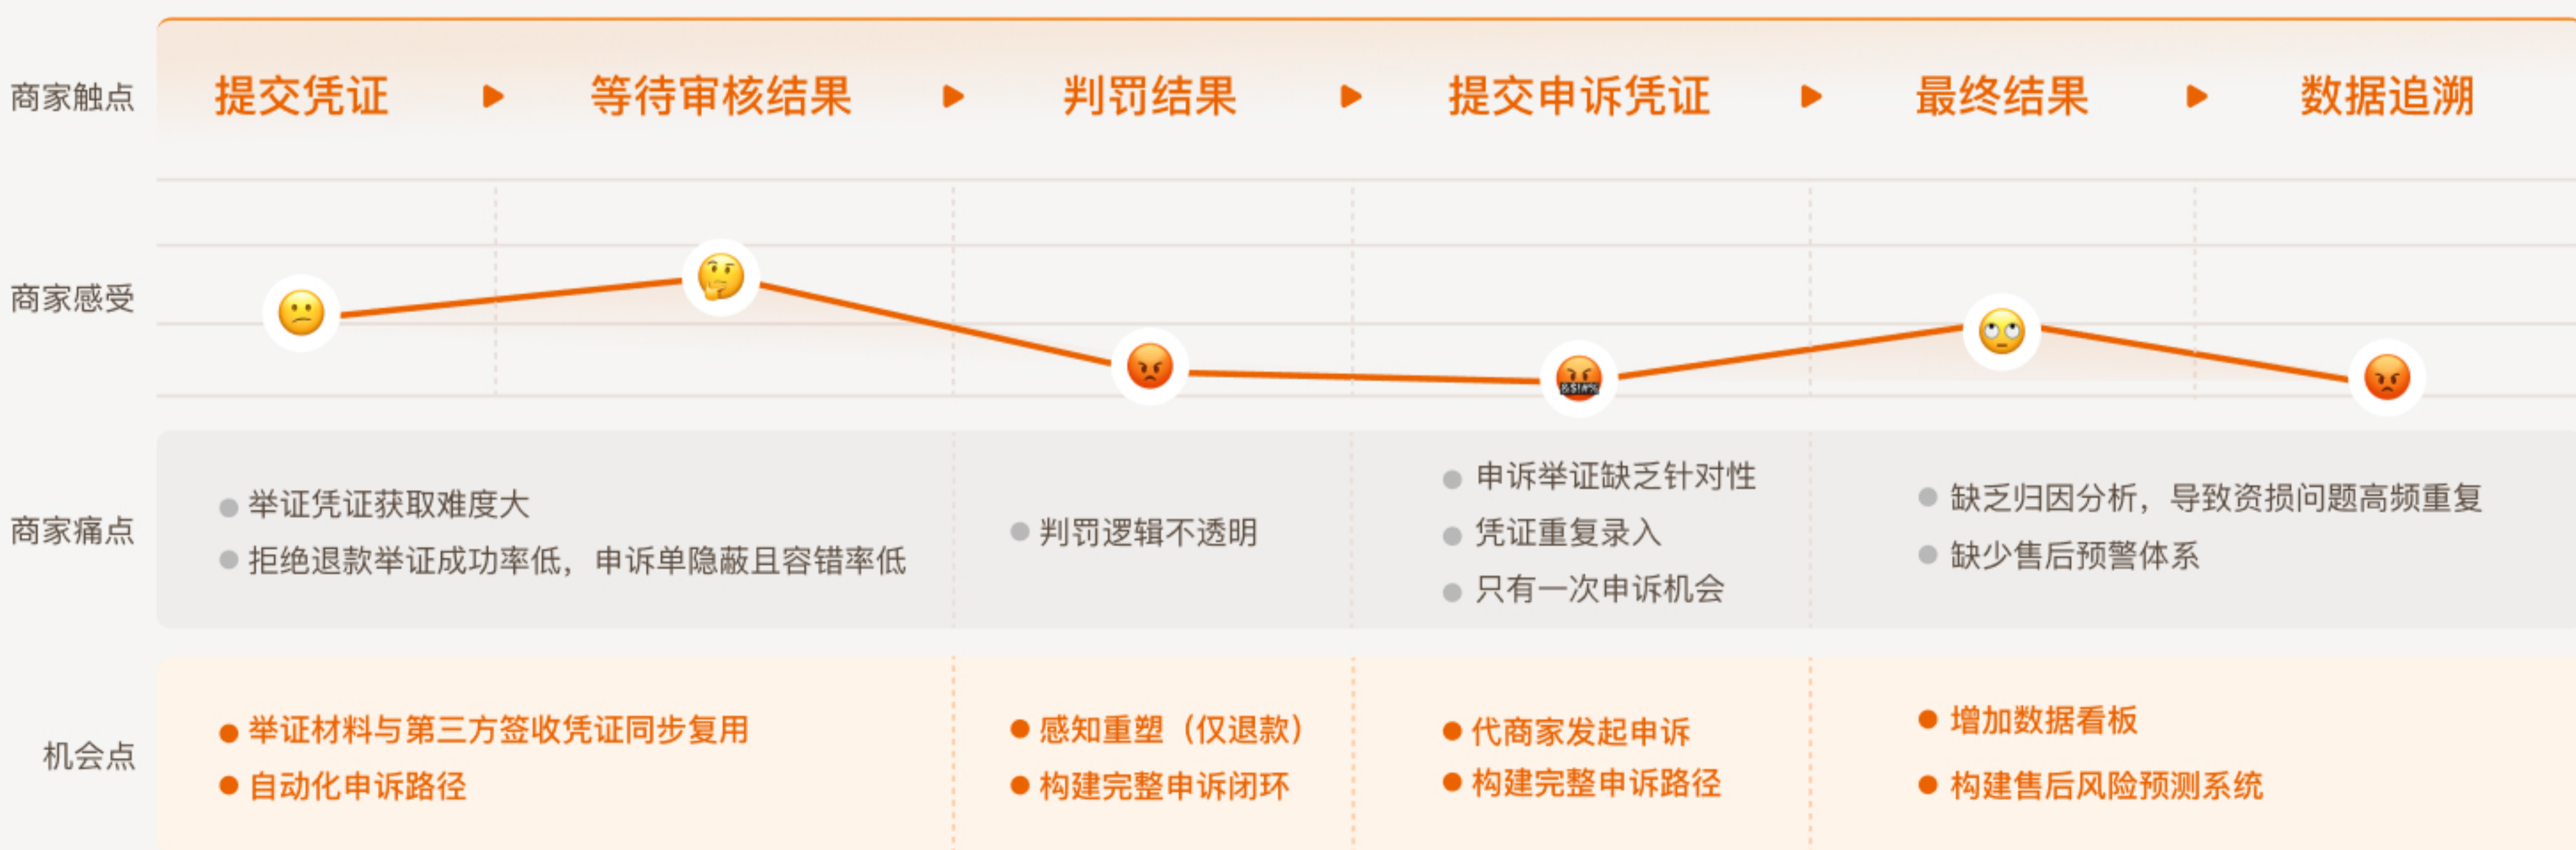 商家触点
提交凭证
等待审核结果
判罚结果
提交申诉凭证
最终结果
数据追溯
商家感受
商家痛点
举证凭证获取难度大
拒绝退款举证成功率低，申诉单隐蔽且容错率低
判罚逻辑不透明
申诉举证缺乏针对性
凭证重复录入
只有一次申诉机会
缺乏归因分析，导致资损问题高频重复
缺少售后预警体系
机会点
举证材料与第三方签收凭证同步复用
自动化申诉路径
感知重塑（仅退款）
构建完整申诉闭环
代商家发起申诉
构建完整申诉路径
增加数据看板
构建售后风险预测系统